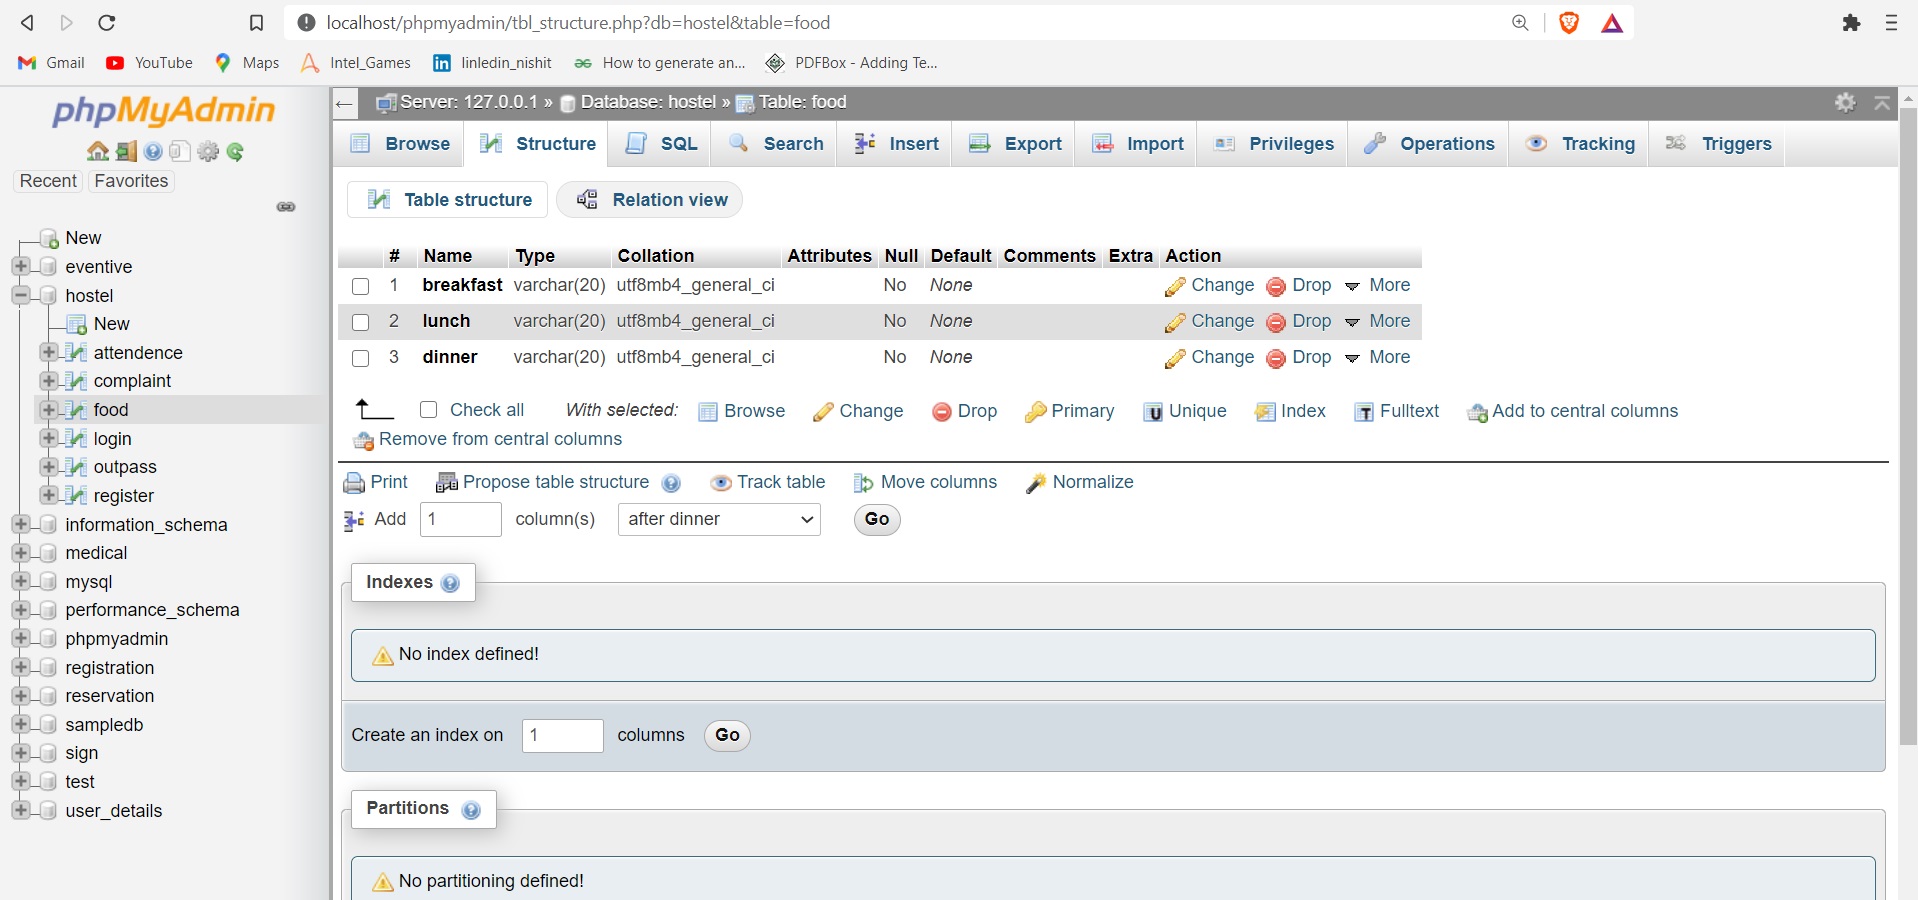 localhost/phpmyadmin/tbl_structure.php?db=hostel&table=food
Gmail YouTube Maps Intel_Games linledin_nishit How to generate an... PDFBox - Adding Te...
phpMyAdmin
Recent Favorites
New
eventive
hostel
New
attendence
complaint
food
login
outpass
register
information_schema
medical
mysql
performance_schema
phpmyadmin
registration
reservation
sampledb
sign
test
user_details
Server: 127.0.0.1 » Database: hostel » Table: food
Browse Structure SQL Search Insert Export Import Privileges Operations Tracking Triggers
Table structure Relation view
# Name Type Collation Attributes Null Default Comments Extra Action
1 breakfast varchar(20) utf8mb4_general_ci No None Change Drop More
2 lunch varchar(20) utf8mb4_general_ci No None Change Drop More
3 dinner varchar(20) utf8mb4_general_ci No None Change Drop More
Check all With selected: Browse Change Drop Primary Unique Index Fulltext Add to central columns
Remove from central columns
Print Propose table structure Track table Move columns Normalize
Add 1 column(s) after dinner Go
Indexes
No index defined!
Create an index on 1 columns Go
Partitions
No partitioning defined!